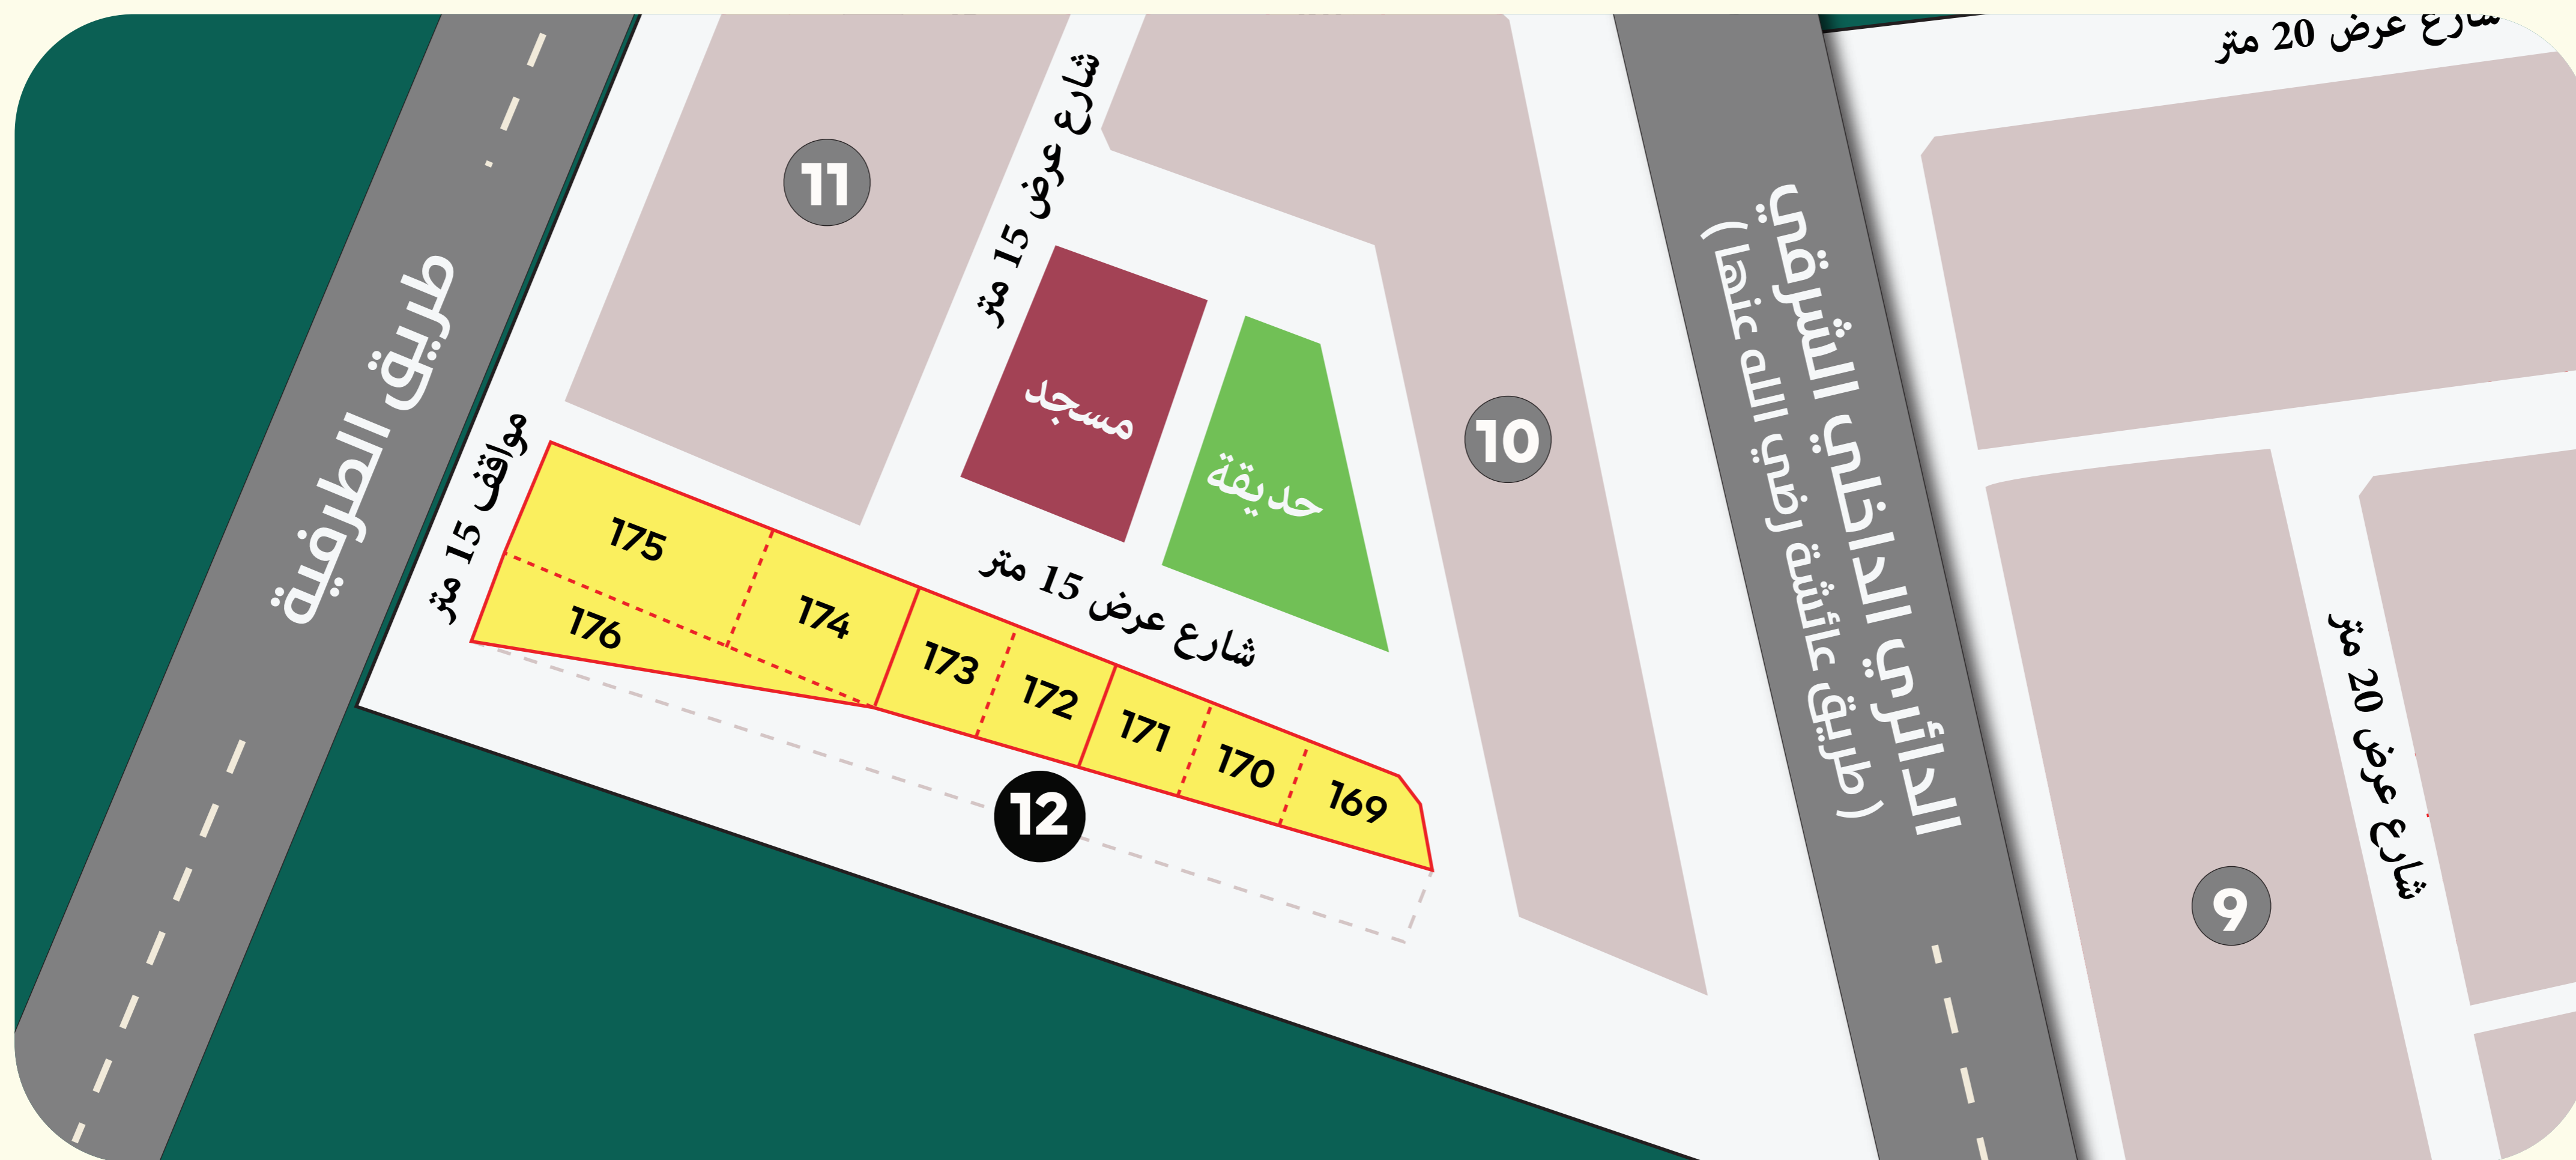 شارع عرض 20 متر
11
شارع عرض 15 متر
طريق الطرفية
مواقف 15 متر
مسجد
حديقة
10
الدائري الداخلي الشرقي
(طريق عائشة رضي الله عنها)
شارع عرض 15 متر
175
176
174
173
172
171
170
169
12
شارع عرض 20 متر
9